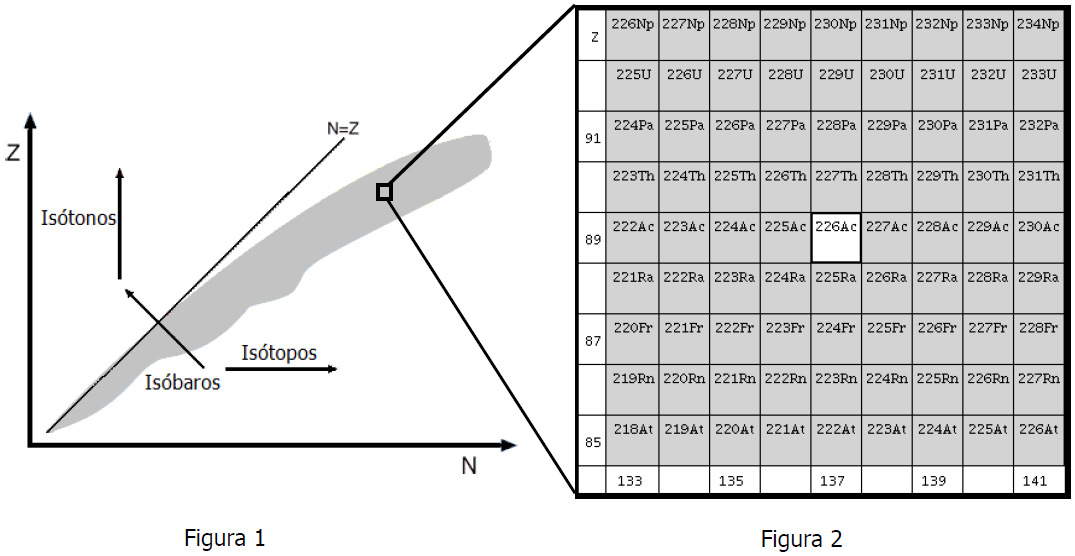 N=Z
Z
Isótonos
Isótopos
Isóbaros
N
Figura 1
Z 226Np 227Np 228Np 229Np 230Np 231Np 232Np 233Np 234Np
225U 226U 227U 228U 229U 230U 231U 232U 233U
91 224Pa 225Pa 226Pa 227Pa 228Pa 229Pa 230Pa 231Pa 232Pa
223Th 224Th 225Th 226Th 227Th 228Th 229Th 230Th 231Th
89 222Ac 223Ac 224Ac 225Ac 226Ac 227Ac 228Ac 229Ac 230Ac
221Ra 222Ra 223Ra 224Ra 225Ra 226Ra 227Ra 228Ra 229Ra
87 220Fr 221Fr 222Fr 223Fr 224Fr 225Fr 226Fr 227Fr 228Fr
219Rn 220Rn 221Rn 222Rn 223Rn 224Rn 225Rn 226Rn 227Rn
85 218At 219At 220At 221At 222At 223At 224At 225At 226At
133 135 137 139 141
Figura 2